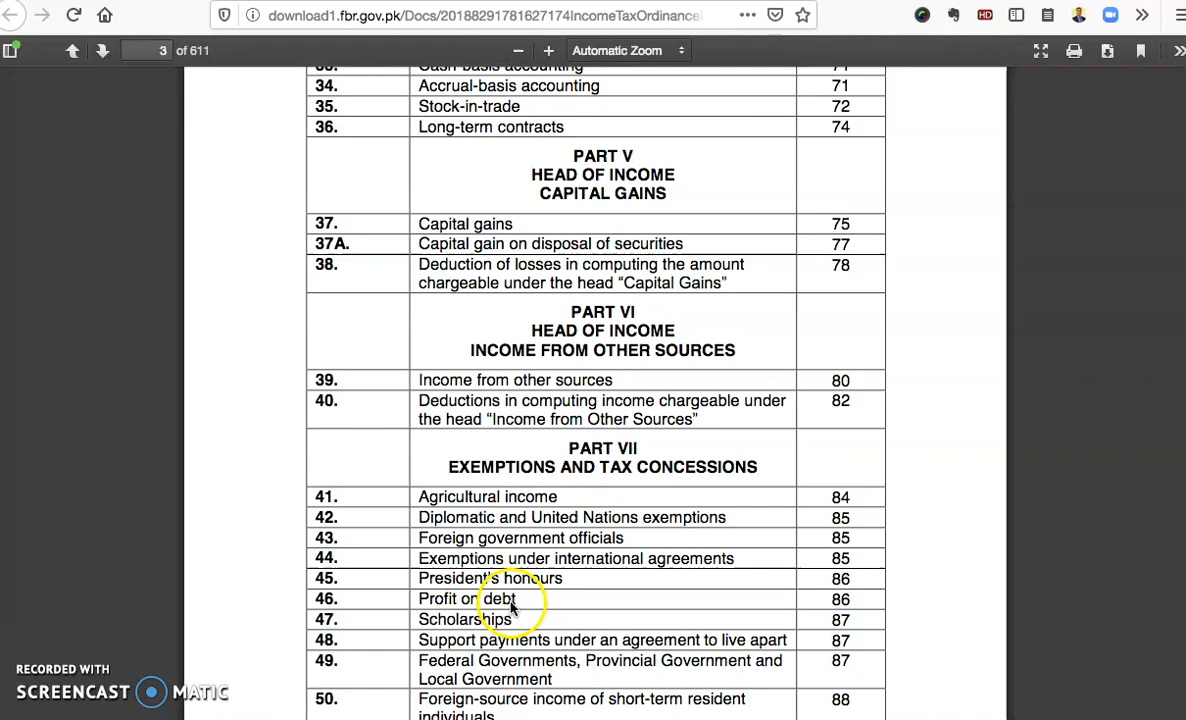 download1.fbr.gov.pk/Docs/20188291781627174IncomeTaxOrdinance
HD
3 of 611
Automatic Zoom
Cash-basis accounting 71
34. Accrual-basis accounting 71
35. Stock-in-trade 72
36. Long-term contracts 74
PART V
HEAD OF INCOME
CAPITAL GAINS
37. Capital gains 75
37A. Capital gain on disposal of securities 77
38. Deduction of losses in computing the amount 78
chargeable under the head “Capital Gains”
PART VI
HEAD OF INCOME
INCOME FROM OTHER SOURCES
39. Income from other sources 80
40. Deductions in computing income chargeable under 82
the head “Income from Other Sources”
PART VII
EXEMPTIONS AND TAX CONCESSIONS
41. Agricultural income 84
42. Diplomatic and United Nations exemptions 85
43. Foreign government officials 85
44. Exemptions under international agreements 85
45. President’s honours 86
46. Profit on debt 86
47. Scholarships 87
48. Support payments under an agreement to live apart 87
49. Federal Governments, Provincial Government and 87
Local Government
50. Foreign-source income of short-term resident 88
individuals
RECORDED WITH
SCREENCAST MATIC